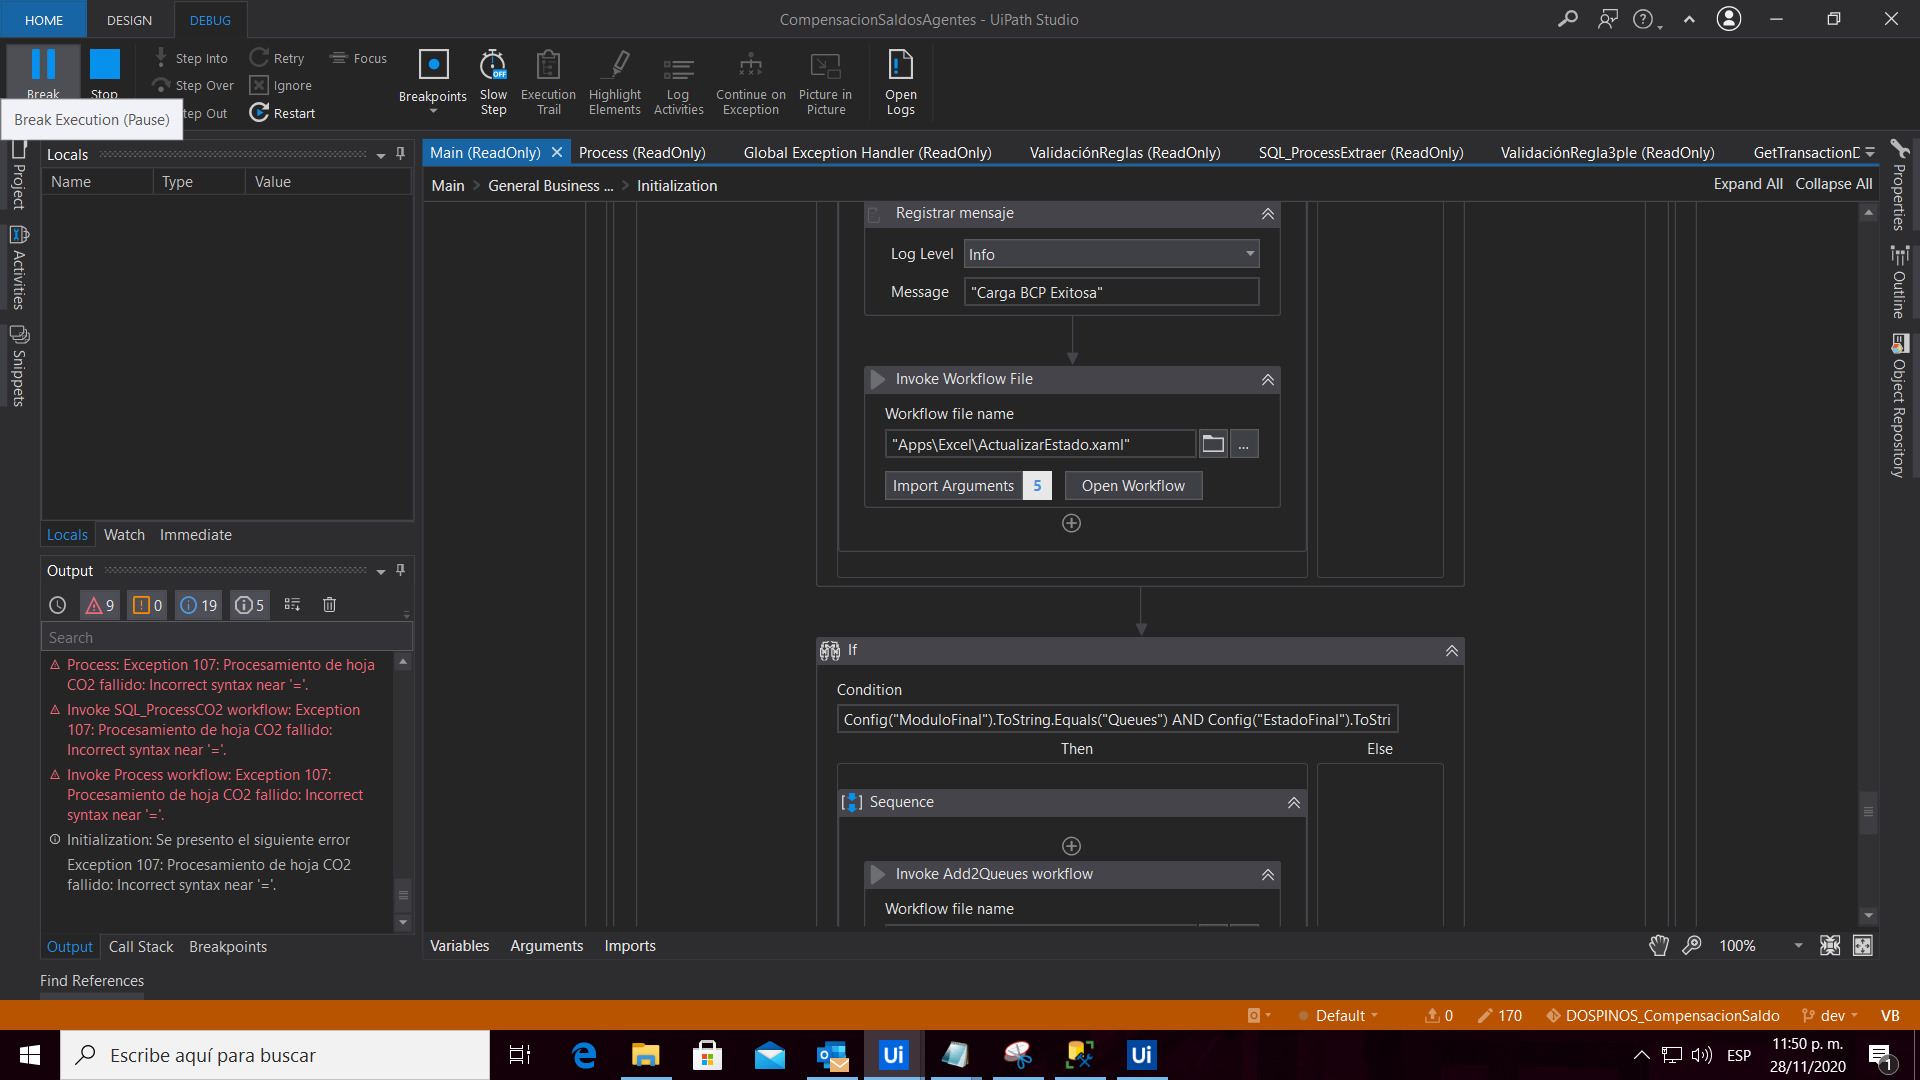 HOME
DESIGN
DEBUG
CompensacionSaldosAgentes - UiPath Studio
Break
Stop
Step Into
Step Over
tep Out
Retry
Ignore
Restart
Focus
Breakpoints
Slow
Step
OFF
Execution
Trail
Highlight
Elements
Log
Activities
Continue on
Exception
Picture in
Picture
Open
Logs
Break Execution (Pause)
Project
Activities
Snippets
Locals
Name
Type
Value
Locals
Watch
Immediate
Main (ReadOnly)
Process (ReadOnly)
Global Exception Handler (ReadOnly)
ValidaciónReglas (ReadOnly)
SQL_ProcessExtraer (ReadOnly)
ValidaciónRegla3ple (ReadOnly)
GetTransactionD
Main > General Business ... > Initialization
Expand All
Collapse All
Registrar mensaje
Log Level
Info
Message
"Carga BCP Exitosa"
Invoke Workflow File
Workflow file name
"Apps\Excel\ActualizarEstado.xaml"
...
Import Arguments
5
Open Workflow
If
Condition
Config("ModuloFinal").ToString.Equals("Queues") AND Config("EstadoFinal").ToStri
Then
Else
Sequence
Invoke Add2Queues workflow
Workflow file name
Properties
Outline
Object Repository
Output
9
0
19
5
Search
Process: Exception 107: Procesamiento de hoja
CO2 fallido: Incorrect syntax near '='.
Invoke SQL_ProcessCO2 workflow: Exception
107: Procesamiento de hoja CO2 fallido:
Incorrect syntax near '='.
Invoke Process workflow: Exception 107:
Procesamiento de hoja CO2 fallido: Incorrect
syntax near '='.
Initialization: Se presento el siguiente error
Exception 107: Procesamiento de hoja CO2
fallido: Incorrect syntax near '='.
Output
Call Stack
Breakpoints
Variables
Arguments
Imports
100%
Find References
Default
0
170
DOSPINOS_CompensacionSaldo
dev
VB
Escribe aquí para buscar
Ui
Ui
ESP
11:50 p. m.
28/11/2020
1